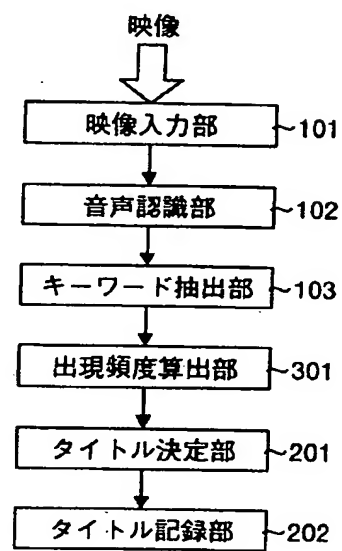 映像
映像入力部 ~101
音声認識部 ~102
キーワード抽出部 ~103
出現頻度算出部 ~301
タイトル決定部 ~201
タイトル記録部 ~202